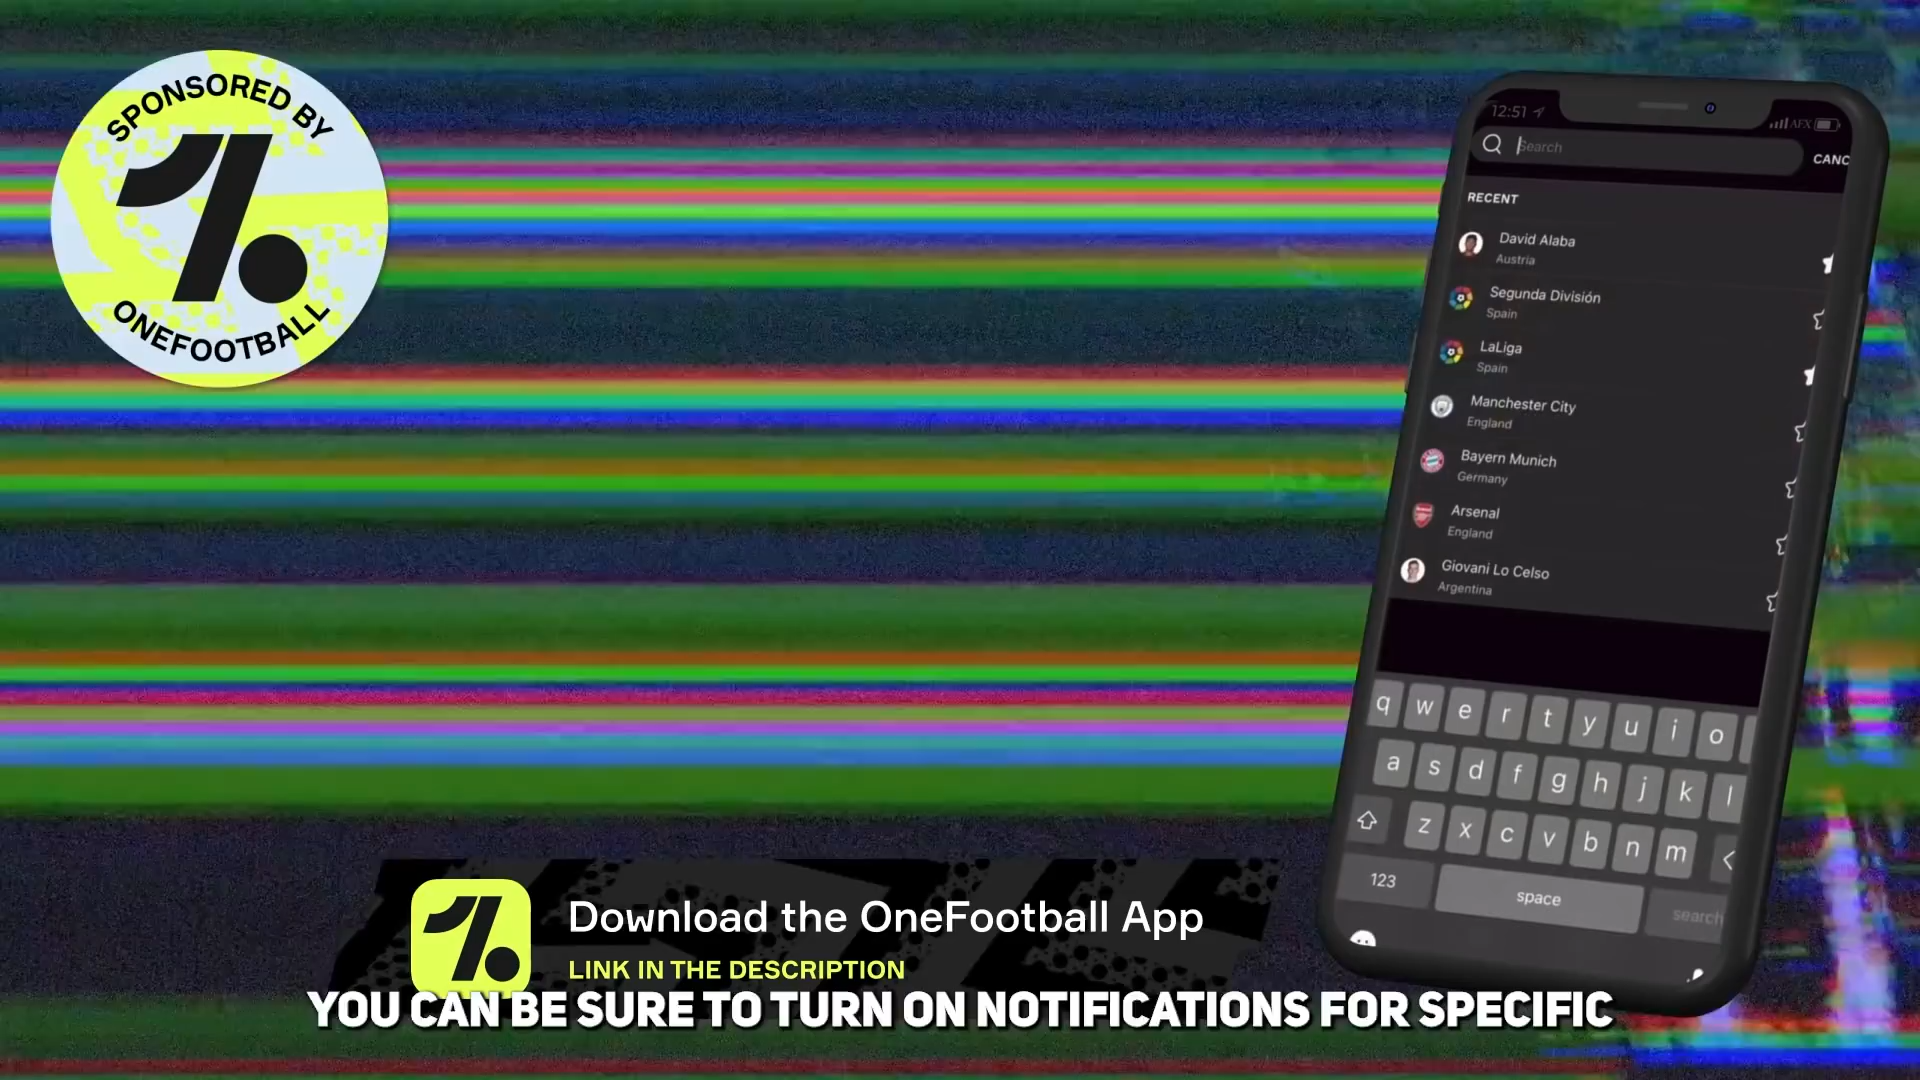 SPONSORED BY
ONEFOOTBALL
12:51
AFX
Search
CANC
RECENT
David Alaba
Austria
Segunda División
Spain
LaLiga
Spain
Manchester City
England
Bayern Munich
Germany
Arsenal
England
Giovani Lo Celso
Argentina
q w e r t y u i o
a s d f g h j k l
z x c v b n m
123 space search
Download the OneFootball App
LINK IN THE DESCRIPTION
YOU CAN BE SURE TO TURN ON NOTIFICATIONS FOR SPECIFIC